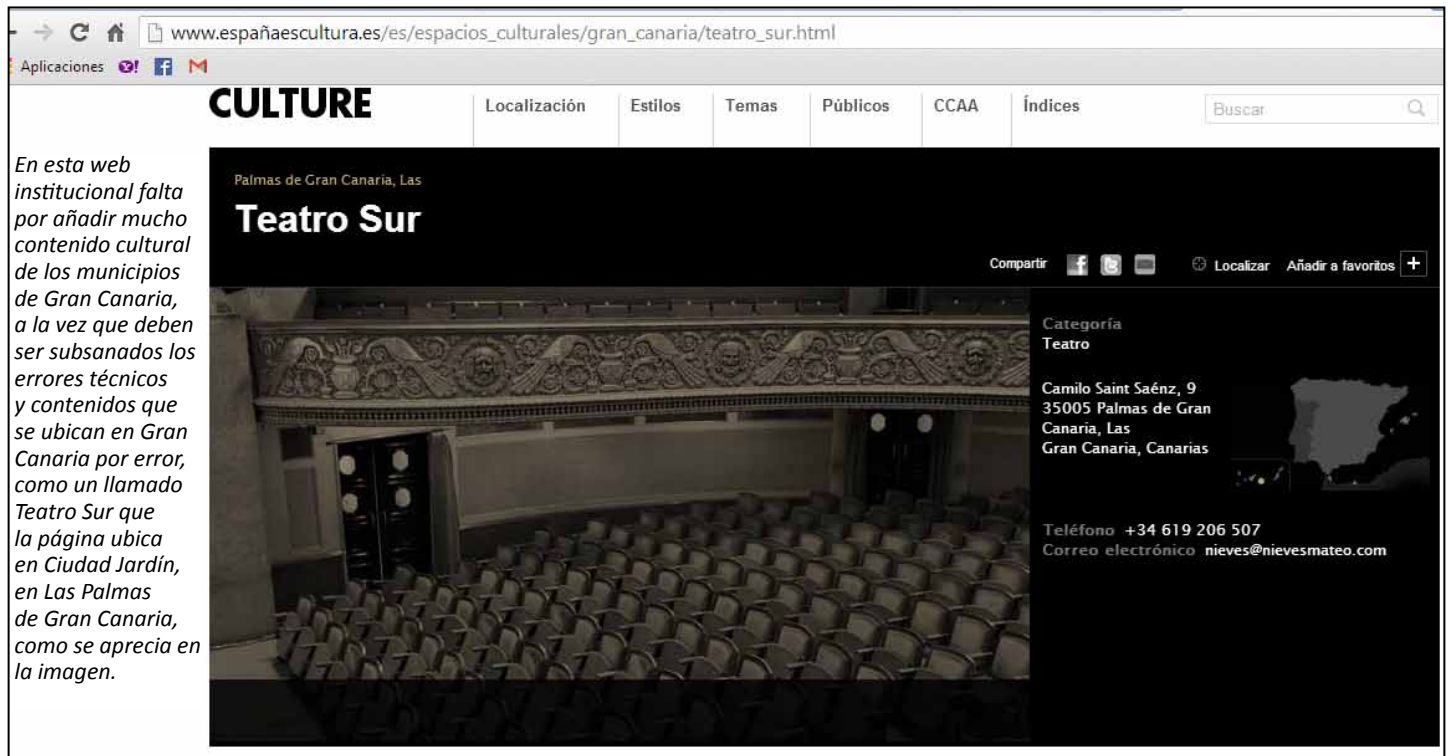 www.españaescultura.es/es/espacios_culturales/gran_canaria/teatro_sur.html
Aplicaciones
CULTURE
Localización
Estilos
Temas
Públicos
CCAA
Índices
Buscar
En esta web
institucional falta
por añadir mucho
contenido cultural
de los municipios
de Gran Canaria,
a la vez que deben
ser subsanados los
errores técnicos
y contenidos que
se ubican en Gran
Canaria por error,
como un llamado
Teatro Sur que
la página ubica
en Ciudad Jardín,
en Las Palmas
de Gran Canaria,
como se aprecia en
la imagen.
Palmas de Gran Canaria, Las
Teatro Sur
Compartir
Localizar
Añadir a favoritos +
Categoría
Teatro
Camilo Saint Saénz, 9
35005 Palmas de Gran
Canaria, Las
Gran Canaria, Canarias
Teléfono +34 619 206 507
Correo electrónico nieves@nievesmateo.com